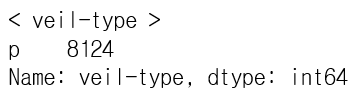 < veil-type >
p    8124
Name: veil-type, dtype: int64